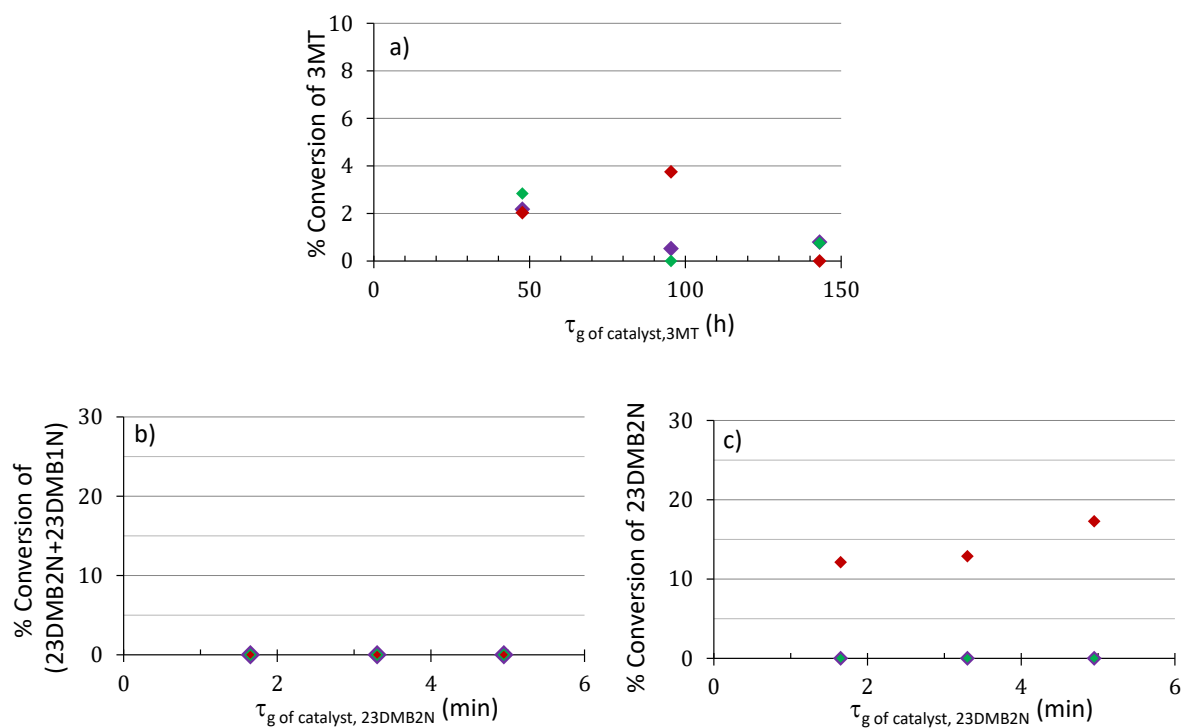 a)
% Conversion of 3MT
10
8
6
4
2
0
0 50 100 150
τg of catalyst,3MT (h)
b)
% Conversion of
(23DMB2N+23DMB1N)
30
20
10
0
0 2 4 6
τg of catalyst, 23DMB2N (min)
c)
% Conversion of 23DMB2N
30
20
10
0
0 2 4 6
τg of catalyst, 23DMB2N (min)